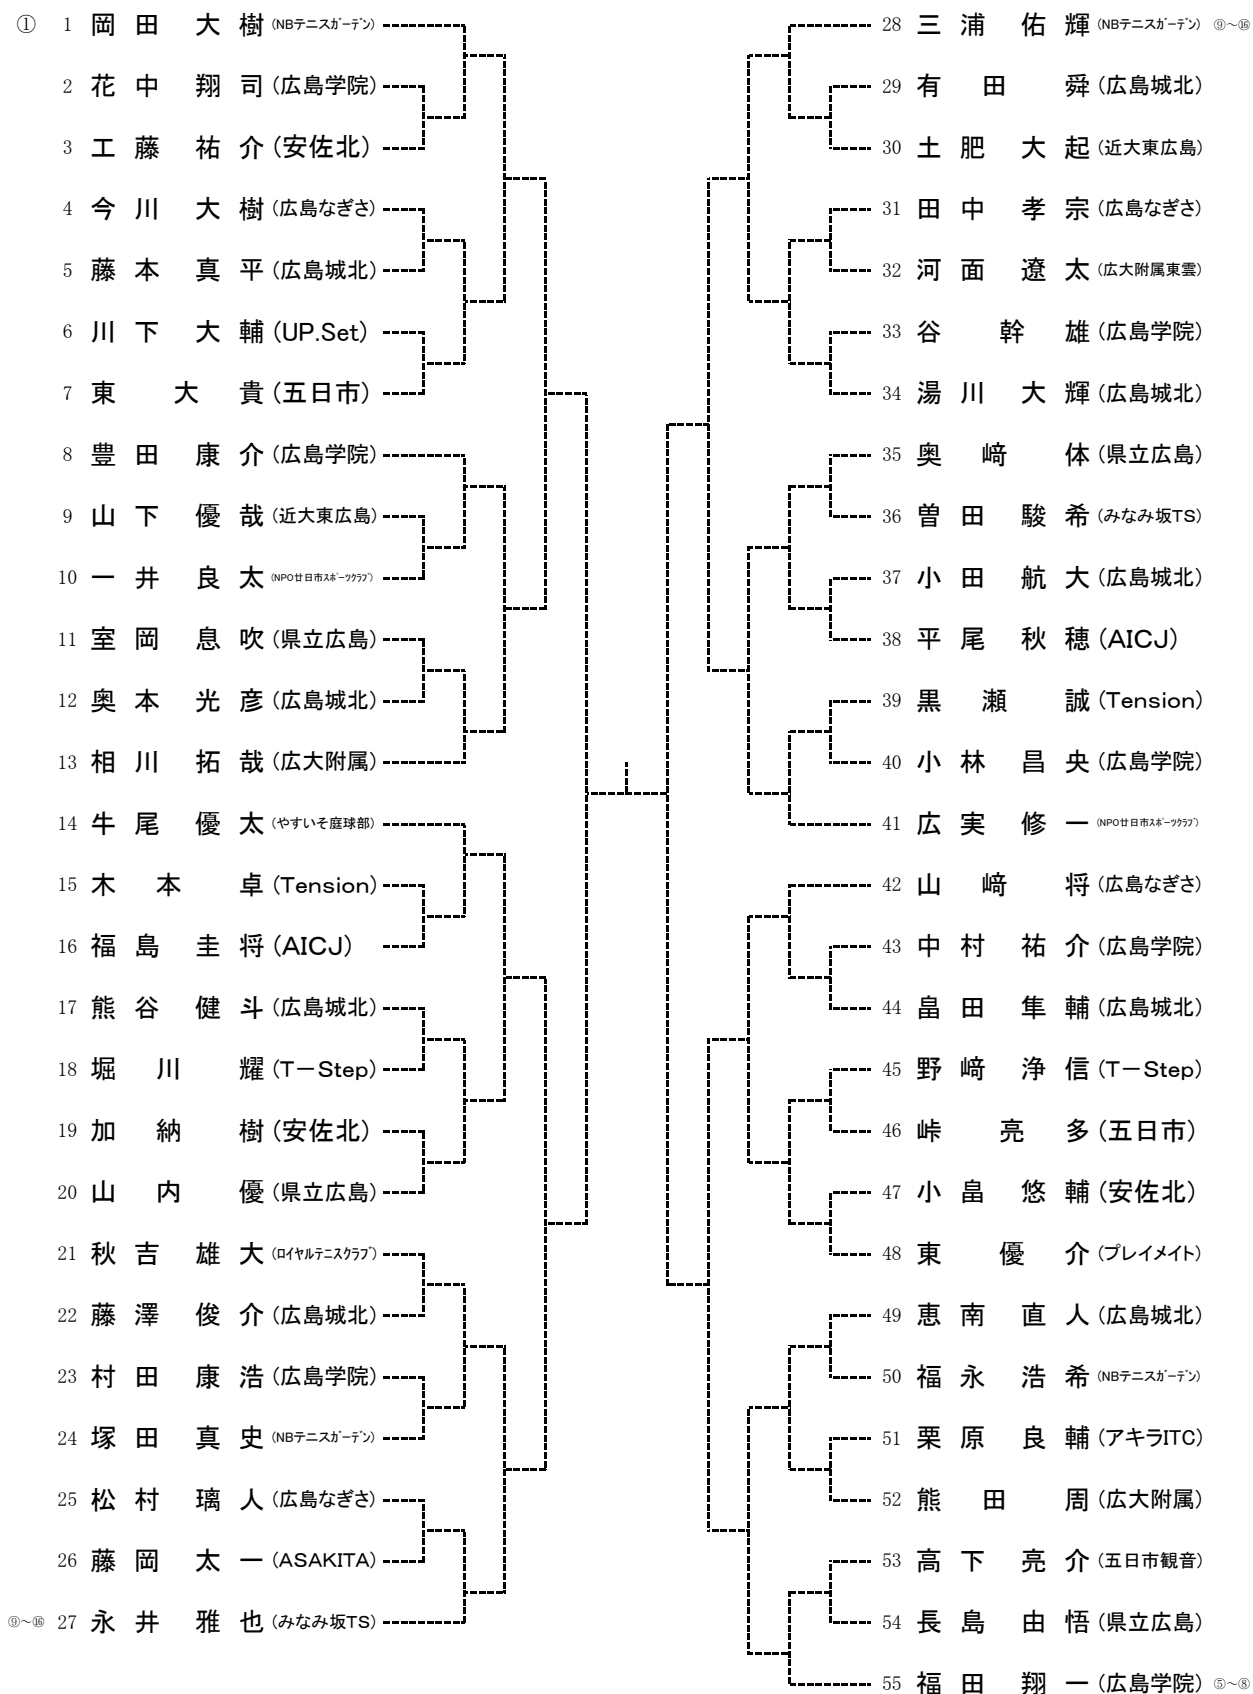 ① 1 岡田 大樹 (NBテニスガーデン)
2 花中 翔司 (広島学院)
3 工藤 祐介 (安佐北)
4 今川 大樹 (広島なぎさ)
5 藤本 真平 (広島城北)
6 川下 大輔 (UP.Set)
7 東 大貴 (五日市)
8 豊田 康介 (広島学院)
9 山下 優哉 (近大東広島)
10 一井 良太 (NPO廿日市スポーツクラブ)
11 室岡 息吹 (県立広島)
12 奥本 光彦 (広島城北)
13 相川 拓哉 (広大附属)
14 牛尾 優太 (やすいそ庭球部)
15 木本 卓 (Tension)
16 福島 圭将 (AICJ)
17 熊谷 健斗 (広島城北)
18 堀川 耀 (T－Step)
19 加納 樹 (安佐北)
20 山内 優 (県立広島)
21 秋吉 雄大 (ロイヤルテニスクラブ)
22 藤澤 俊介 (広島城北)
23 村田 康浩 (広島学院)
24 塚田 真史 (NBテニスガーデン)
25 松村 璃人 (広島なぎさ)
26 藤岡 太一 (ASAKITA)
⑨～⑯ 27 永井 雅也 (みなみ坂TS)
28 三浦 佑輝 (NBテニスガーデン) ⑨～⑯
29 有田 舜 (広島城北)
30 土肥 大起 (近大東広島)
31 田中 孝宗 (広島なぎさ)
32 河面 遼太 (広大附属東雲)
33 谷 幹雄 (広島学院)
34 湯川 大輝 (広島城北)
35 奥﨑 体 (県立広島)
36 曽田 駿希 (みなみ坂TS)
37 小田 航大 (広島城北)
38 平尾 秋穂 (AICJ)
39 黒瀬 誠 (Tension)
40 小林 昌央 (広島学院)
41 広実 修一 (NPO廿日市スポーツクラブ)
42 山﨑 将 (広島なぎさ)
43 中村 祐介 (広島学院)
44 畠田 隼輔 (広島城北)
45 野﨑 浄信 (T－Step)
46 峠 亮多 (五日市)
47 小畠 悠輔 (安佐北)
48 東 優介 (プレイメイト)
49 恵南 直人 (広島城北)
50 福永 浩希 (NBテニスガーデン)
51 栗原 良輔 (アキラITC)
52 熊田 周 (広大附属)
53 高下 亮介 (五日市観音)
54 長島 由悟 (県立広島)
55 福田 翔一 (広島学院) ⑤～⑧